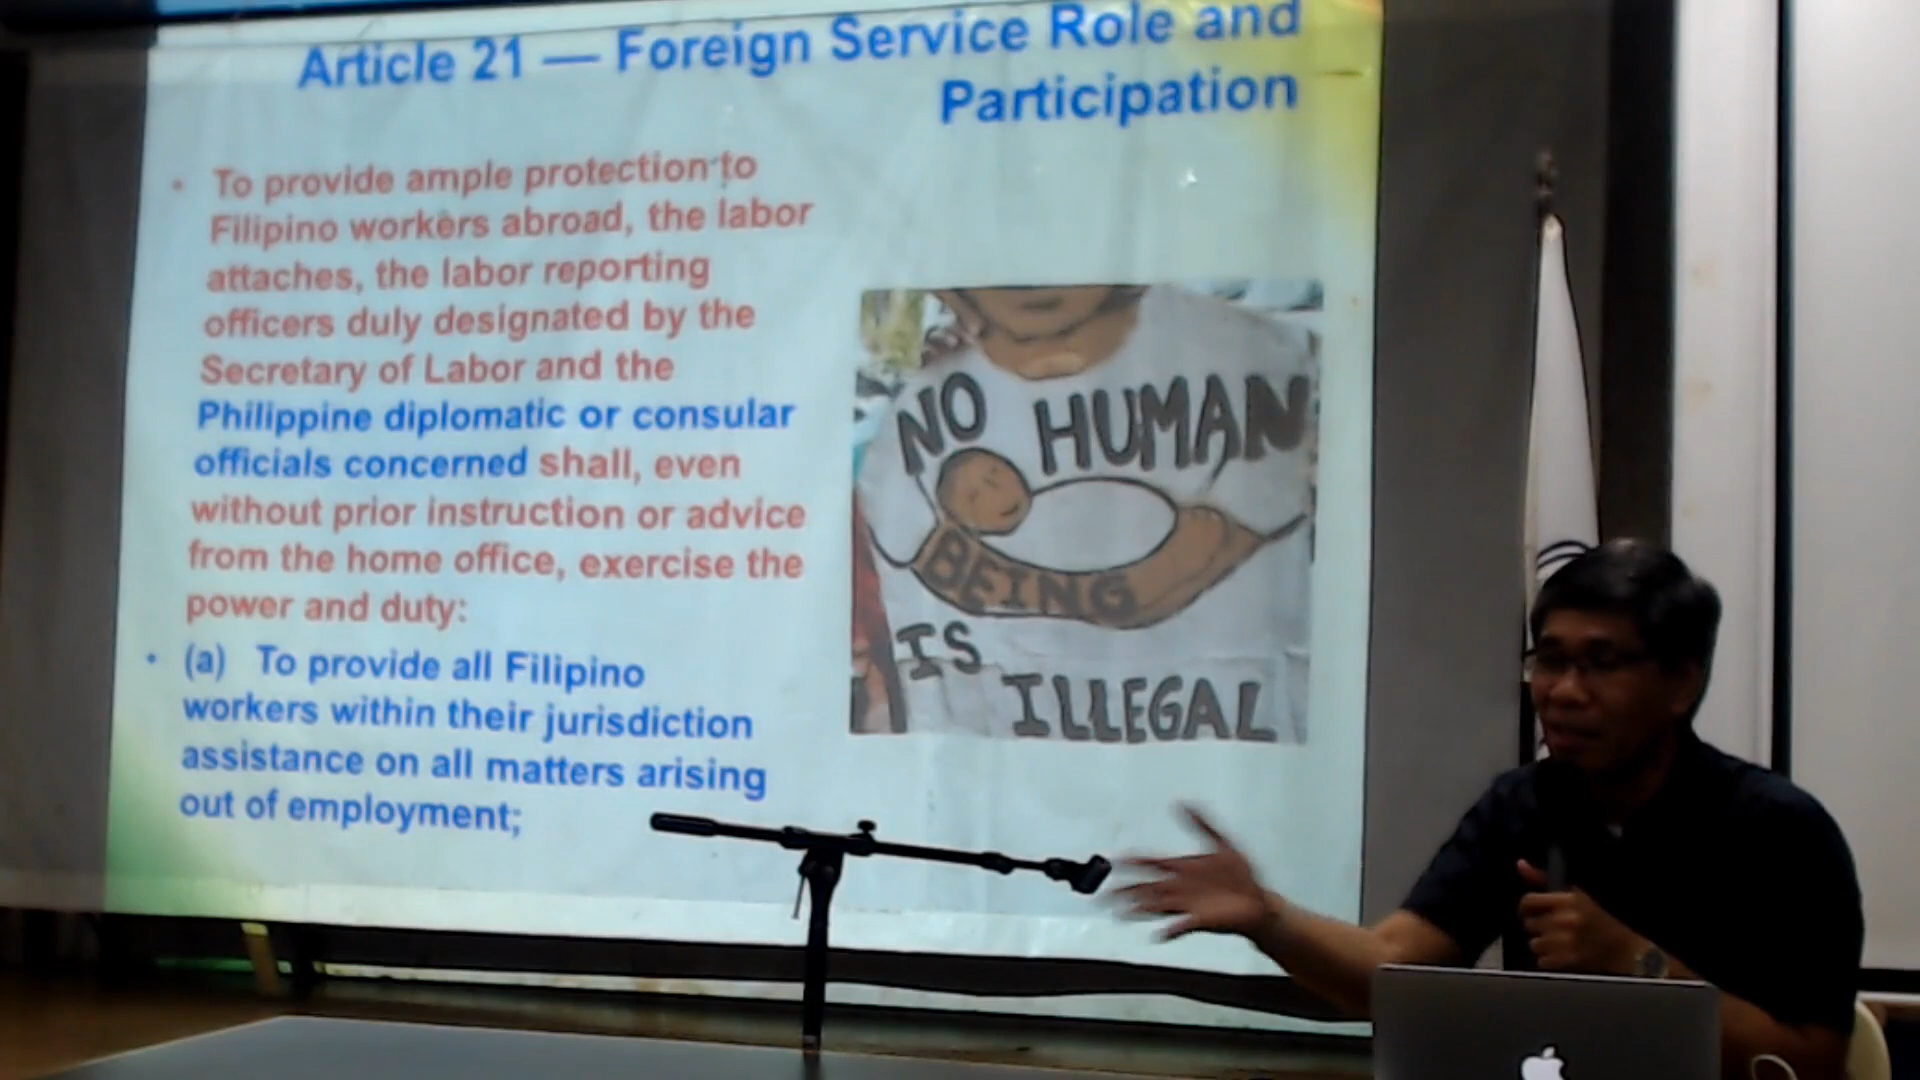 Article 21 — Foreign Service Role and
Participation
• To provide ample protection to
Filipino workers abroad, the labor
attaches, the labor reporting
officers duly designated by the
Secretary of Labor and the
Philippine diplomatic or consular
officials concerned shall, even
without prior instruction or advice
from the home office, exercise the
power and duty:
• (a) To provide all Filipino
workers within their jurisdiction
assistance on all matters arising
out of employment;
NO HUMAN
BEING
IS
ILLEGAL